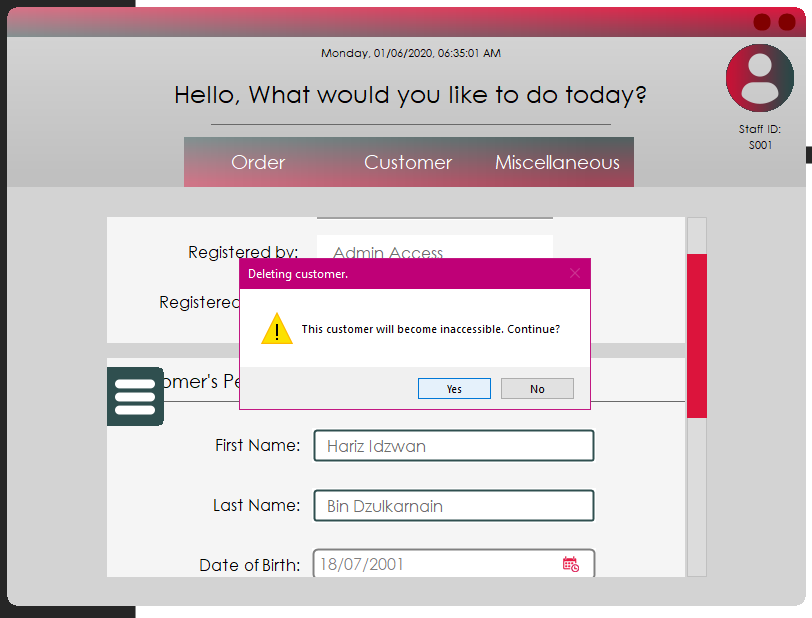 Monday, 01/06/2020, 06:35:01 AM
Hello, What would you like to do today?
Staff ID:
S001
Order Customer Miscellaneous
Registered by: Admin Access
Deleting customer.
Registered
This customer will become inaccessible. Continue?
omer's Pe
Yes No
First Name: Hariz Idzwan
Last Name: Bin Dzulkarnain
Date of Birth: 18/07/2001